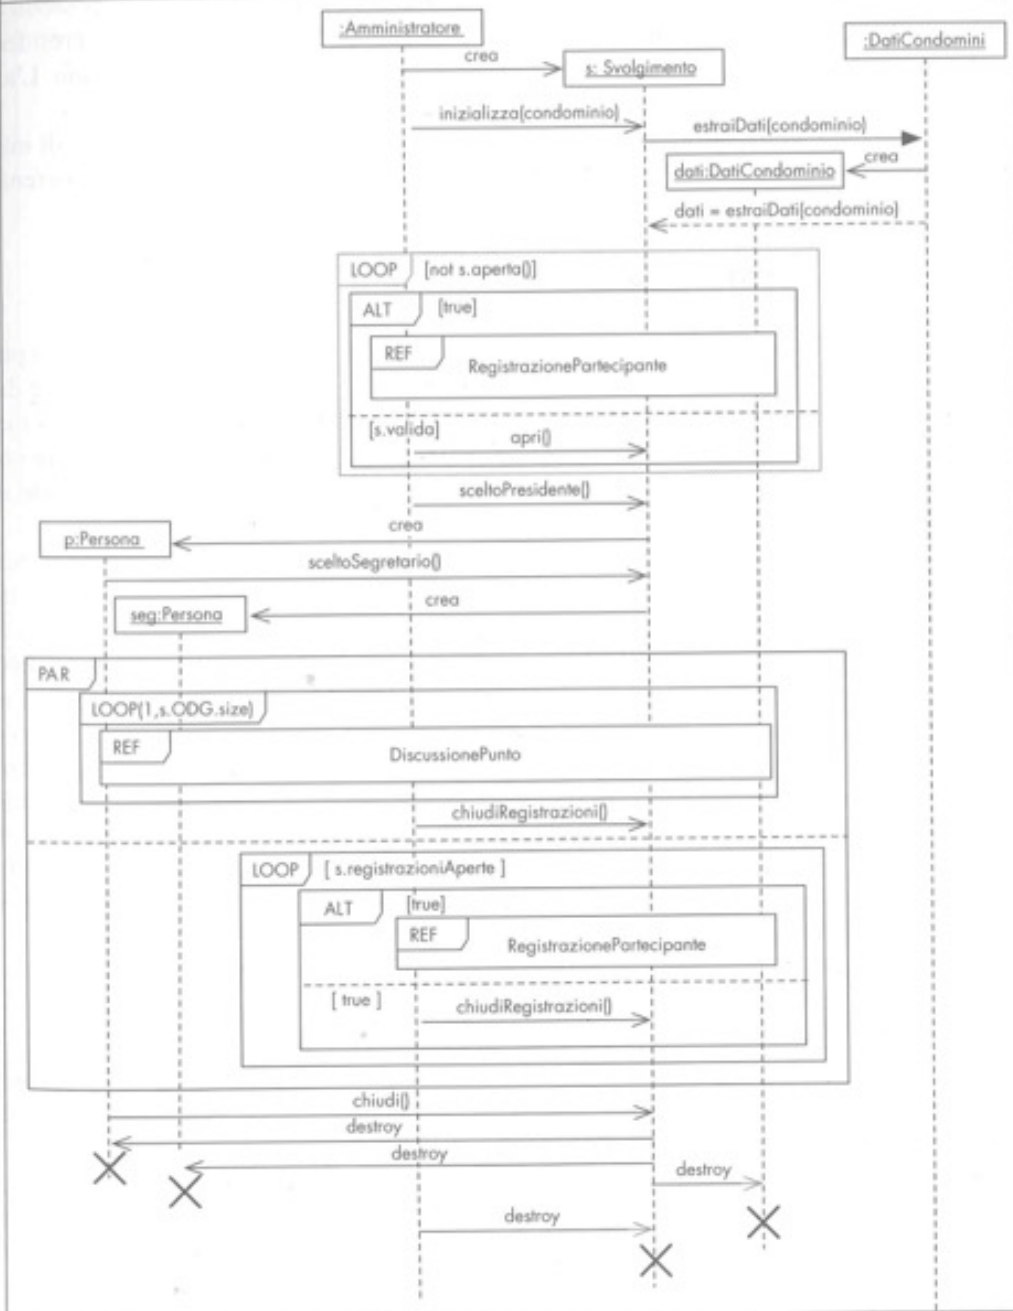 :Amministratore
:DatiCondomini
crea
s: Svolgimento
inizializza(condominio)
estraiDati(condominio)
crea
dati:DatiCondominio
dati = estraiDati(condominio)
LOOP [not s.aperta()]
ALT [true]
REF
RegistrazionePartecipante
[s.valida]
apri()
sceltoPresidente()
crea
p:Persona
sceltoSegretario()
crea
seg:Persona
PAR
LOOP(1,s.ODG.size)
REF
DiscussionePunto
chiudiRegistrazioni()
LOOP [ s.registrazioniAperte ]
ALT [true]
REF
RegistrazionePartecipante
[ true ]
chiudiRegistrazioni()
chiudi()
destroy
destroy
destroy
destroy